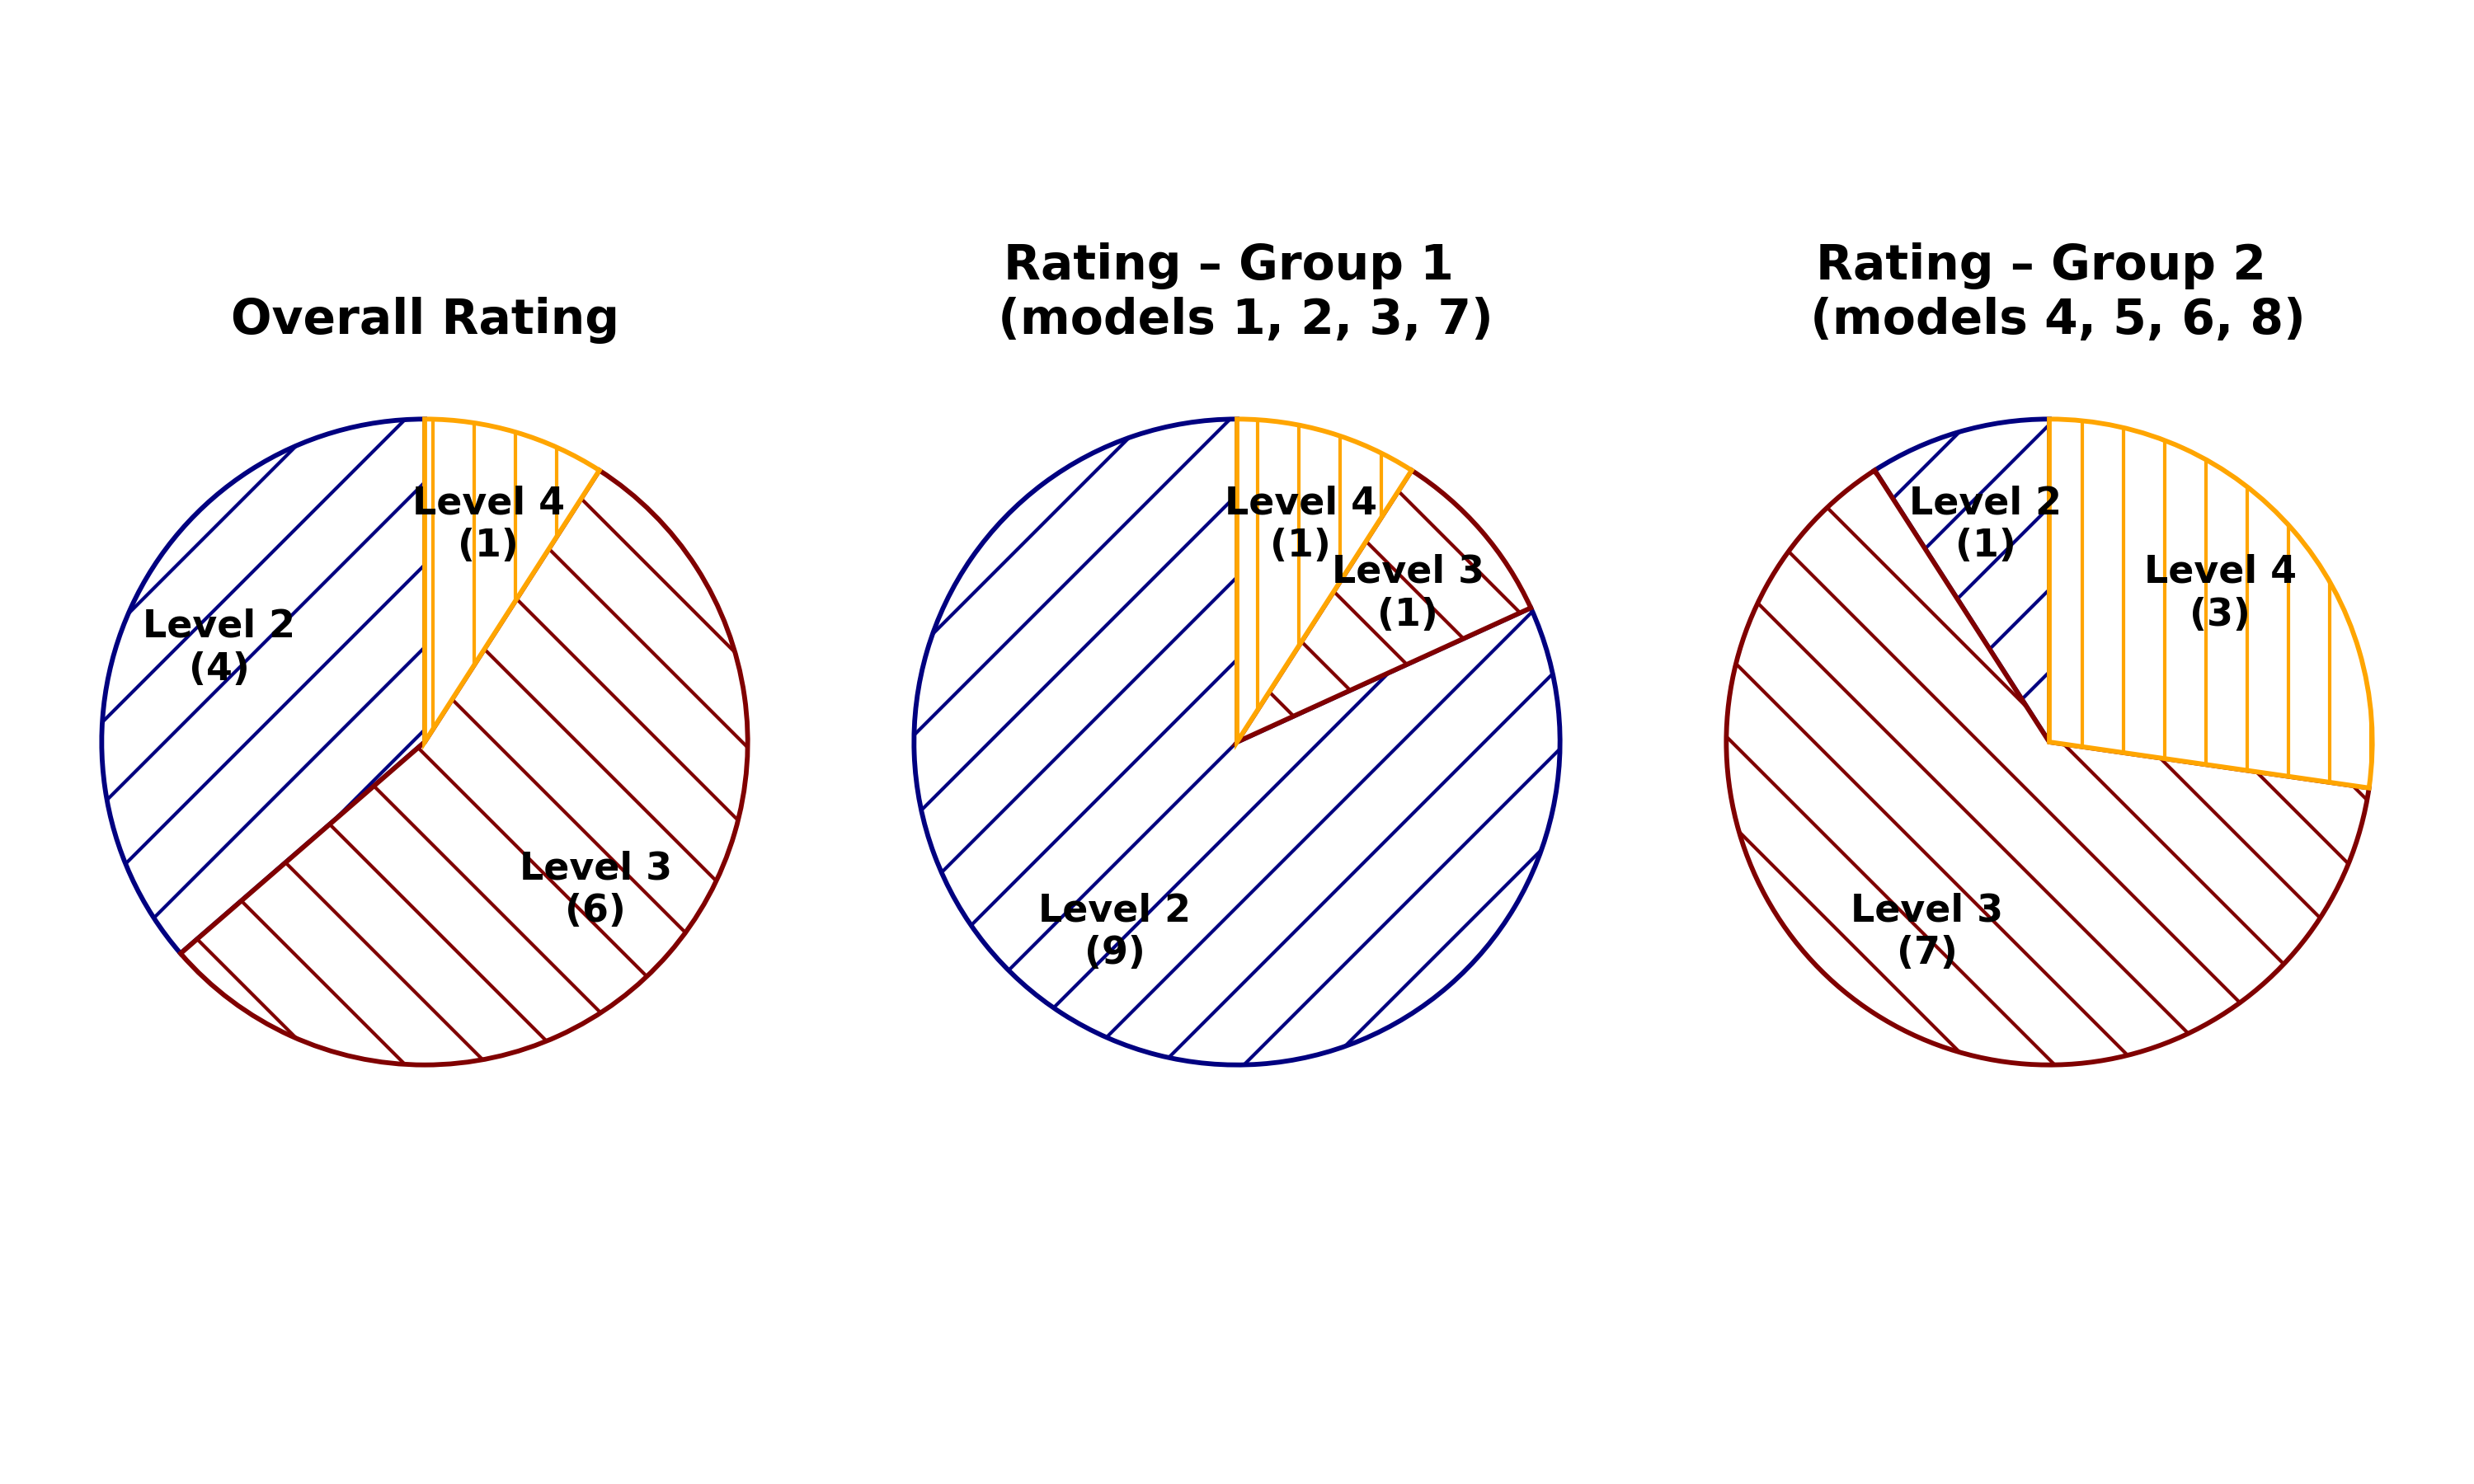 Overall Rating
Level 4
(1)
Level 2
(4)
Level 3
(6)
Rating – Group 1
(models 1, 2, 3, 7)
Level 4
(1)
Level 3
(1)
Level 2
(9)
Rating – Group 2
(models 4, 5, 6, 8)
Level 2
(1)
Level 4
(3)
Level 3
(7)